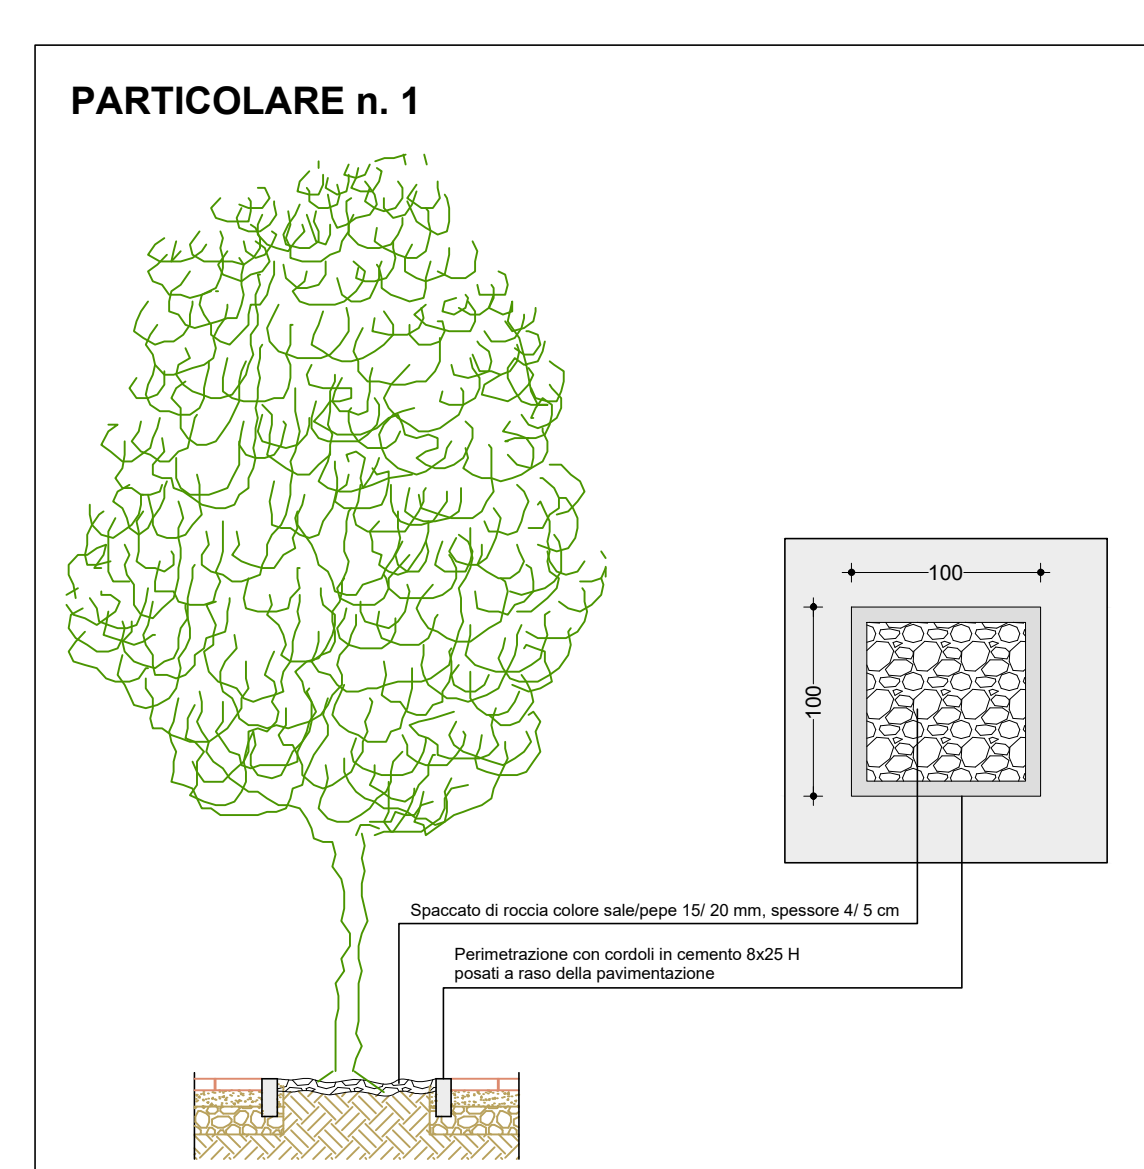 PARTICOLARE n. 1
100
100
Spaccato di roccia colore sale/pepe 15/ 20 mm, spessore 4/ 5 cm
Perimetrazione con cordoli in cemento 8x25 H
posati a raso della pavimentazione